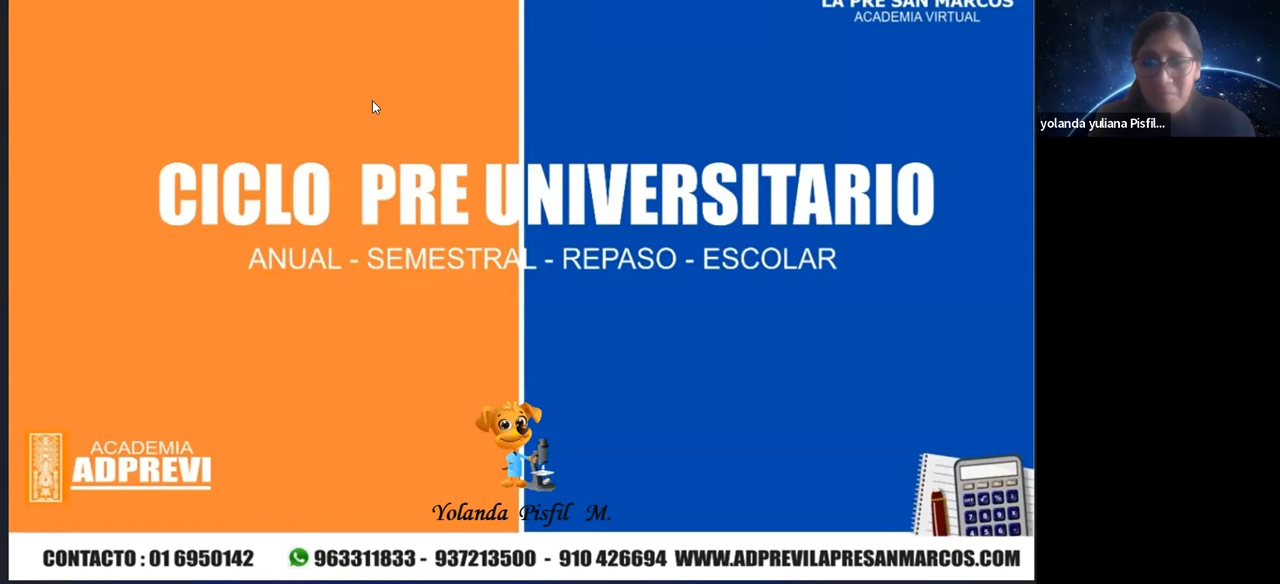 LA PRE SAN MARCOS
ACADEMIA VIRTUAL
yolanda yuliana Pisfil...
CICLO PRE UNIVERSITARIO
ANUAL - SEMESTRAL - REPASO - ESCOLAR
ACADEMIA
ADPREVI
Yolanda Pisfil M.
CONTACTO : 01 6950142 963311833 - 937213500 - 910 426694 WWW.ADPREVILAPRESANMARCOS.COM